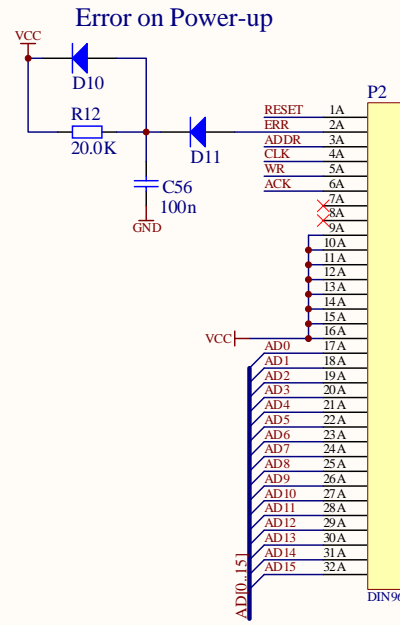 Error on Power-up
VCC
D10
R12
20.0K
D11
C56
100n
GND
P2
RESET 1A
ERR 2A
ADDR 3A
CLK 4A
WR 5A
ACK 6A
7A
8A
9A
10A
11A
12A
13A
14A
15A
16A
VCC
AD0 17A
AD1 18A
AD2 19A
AD3 20A
AD4 21A
AD5 22A
AD6 23A
AD7 24A
AD8 25A
AD9 26A
AD10 27A
AD11 28A
AD12 29A
AD13 30A
AD14 31A
AD15 32A
AD[0..15]
DIN96